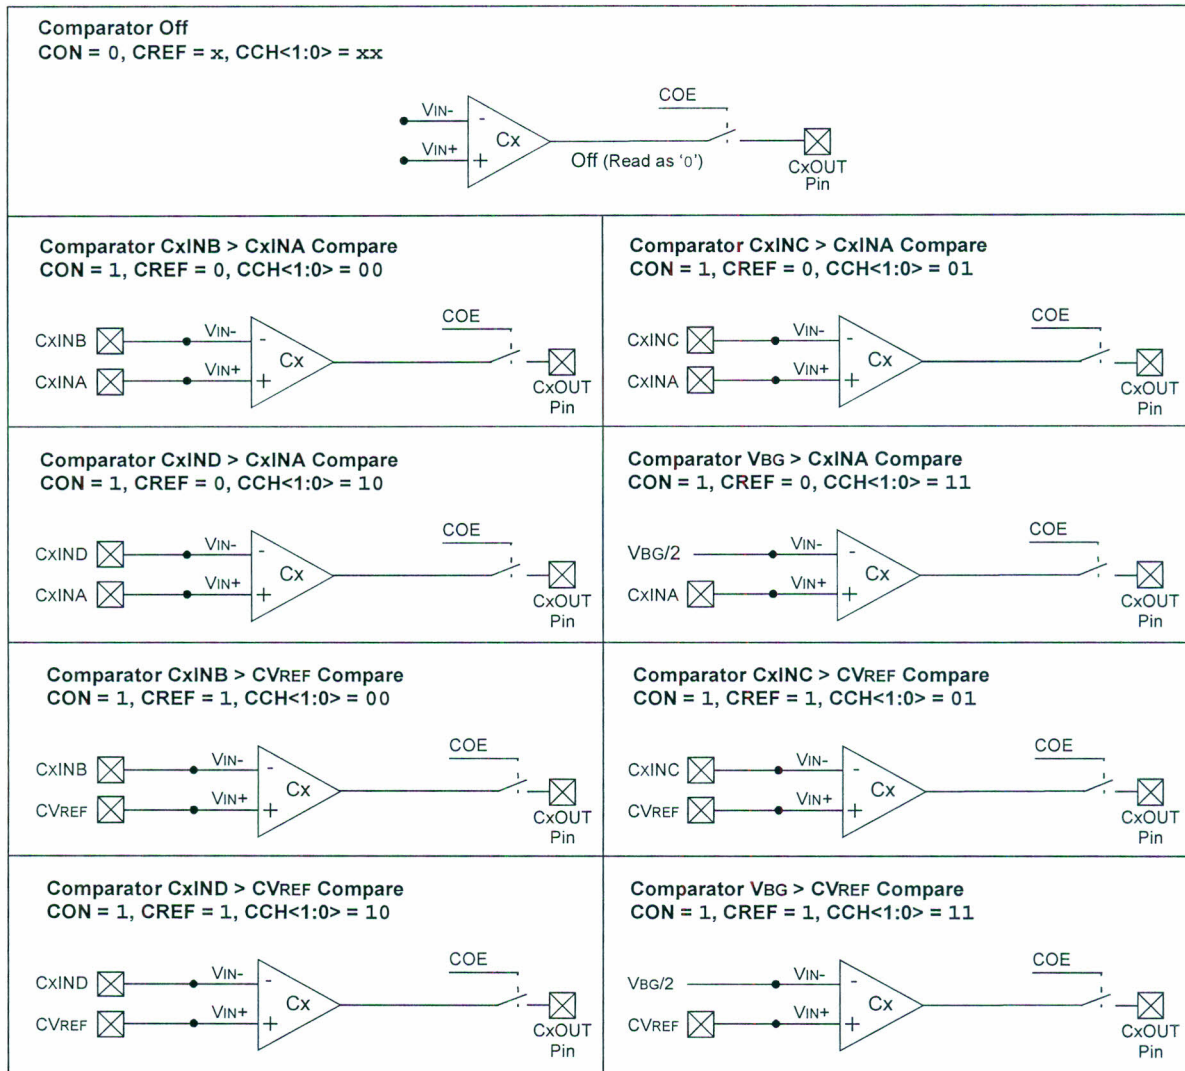 Comparator Off
CON = 0, CREF = x, CCH<1:0> = xx
COE
VIN-
-
Cx
VIN+
+
Off (Read as ‘0’)
CxOUT
Pin
Comparator CxINB > CxINA Compare
CON = 1, CREF = 0, CCH<1:0> = 00
COE
CxINB
VIN-
-
Cx
CxINA
VIN+
+
CxOUT
Pin
Comparator CxINC > CxINA Compare
CON = 1, CREF = 0, CCH<1:0> = 01
COE
CxINC
VIN-
-
Cx
CxINA
VIN+
+
CxOUT
Pin
Comparator CxIND > CxINA Compare
CON = 1, CREF = 0, CCH<1:0> = 10
COE
CxIND
VIN-
-
Cx
CxINA
VIN+
+
CxOUT
Pin
Comparator VBG > CxINA Compare
CON = 1, CREF = 0, CCH<1:0> = 11
COE
VBG/2
VIN-
-
Cx
CxINA
VIN+
+
CxOUT
Pin
Comparator CxINB > CVREF Compare
CON = 1, CREF = 1, CCH<1:0> = 00
COE
CxINB
VIN-
-
Cx
CVREF
VIN+
+
CxOUT
Pin
Comparator CxINC > CVREF Compare
CON = 1, CREF = 1, CCH<1:0> = 01
COE
CxINC
VIN-
-
Cx
CVREF
VIN+
+
CxOUT
Pin
Comparator CxIND > CVREF Compare
CON = 1, CREF = 1, CCH<1:0> = 10
COE
CxIND
VIN-
-
Cx
CVREF
VIN+
+
CxOUT
Pin
Comparator VBG > CVREF Compare
CON = 1, CREF = 1, CCH<1:0> = 11
COE
VBG/2
VIN-
-
Cx
CVREF
VIN+
+
CxOUT
Pin